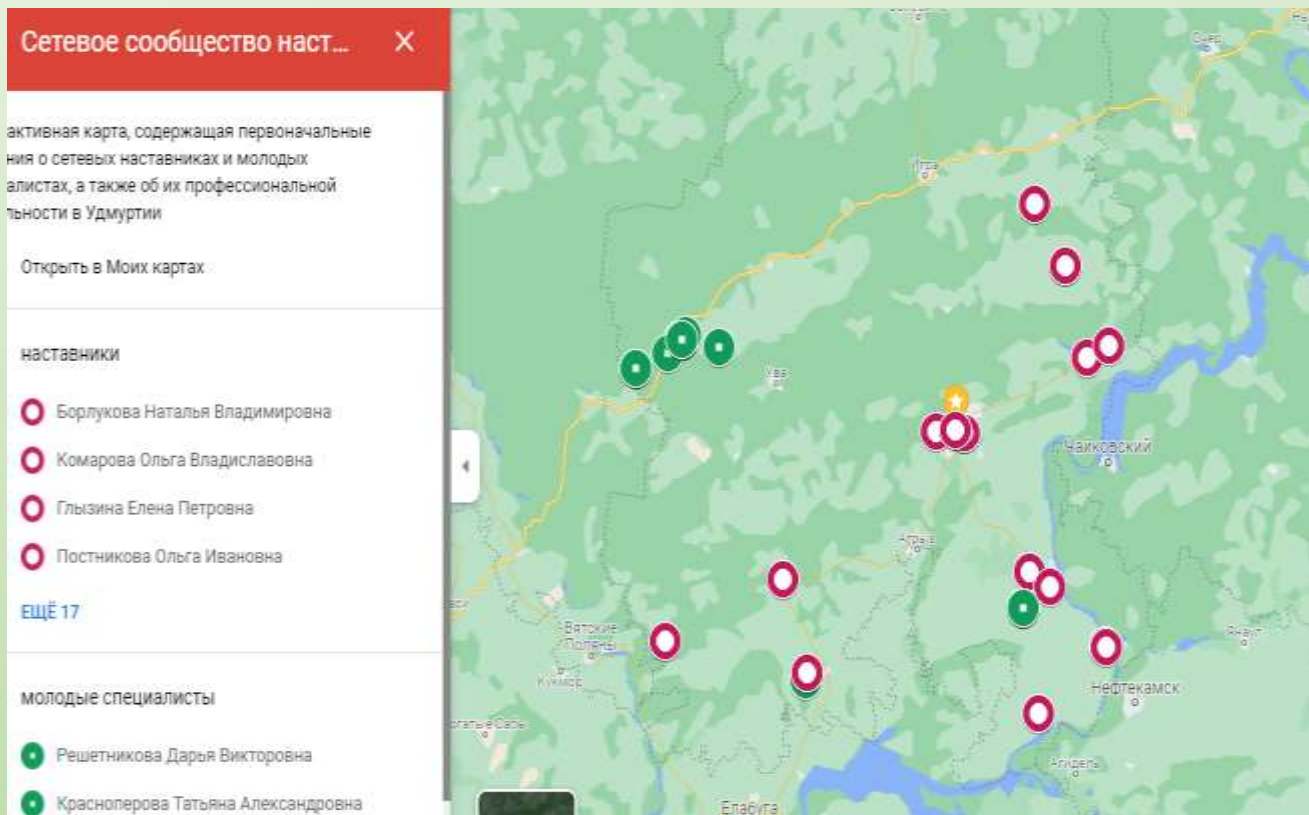 Сетевое сообщество наст...
активная карта, содержащая первоначальные
ния о сетевых наставниках и молодых
алистах, а также об их профессиональной
льности в Удмуртии
Открыть в Моих картах
наставники
Борлукова Наталья Владимировна
Комарова Ольга Владиславовна
Глызина Елена Петровна
Постникова Ольга Ивановна
ЕЩЁ 17
молодые специалисты
Решетникова Дарья Викторовна
Красноперова Татьяна Александровна
Очер
Игра
Ува
Чайковский
Агрыз
Вятские
Поляны
Кукмор
Янаул
Нефтекамск
Агидель
Елабуга